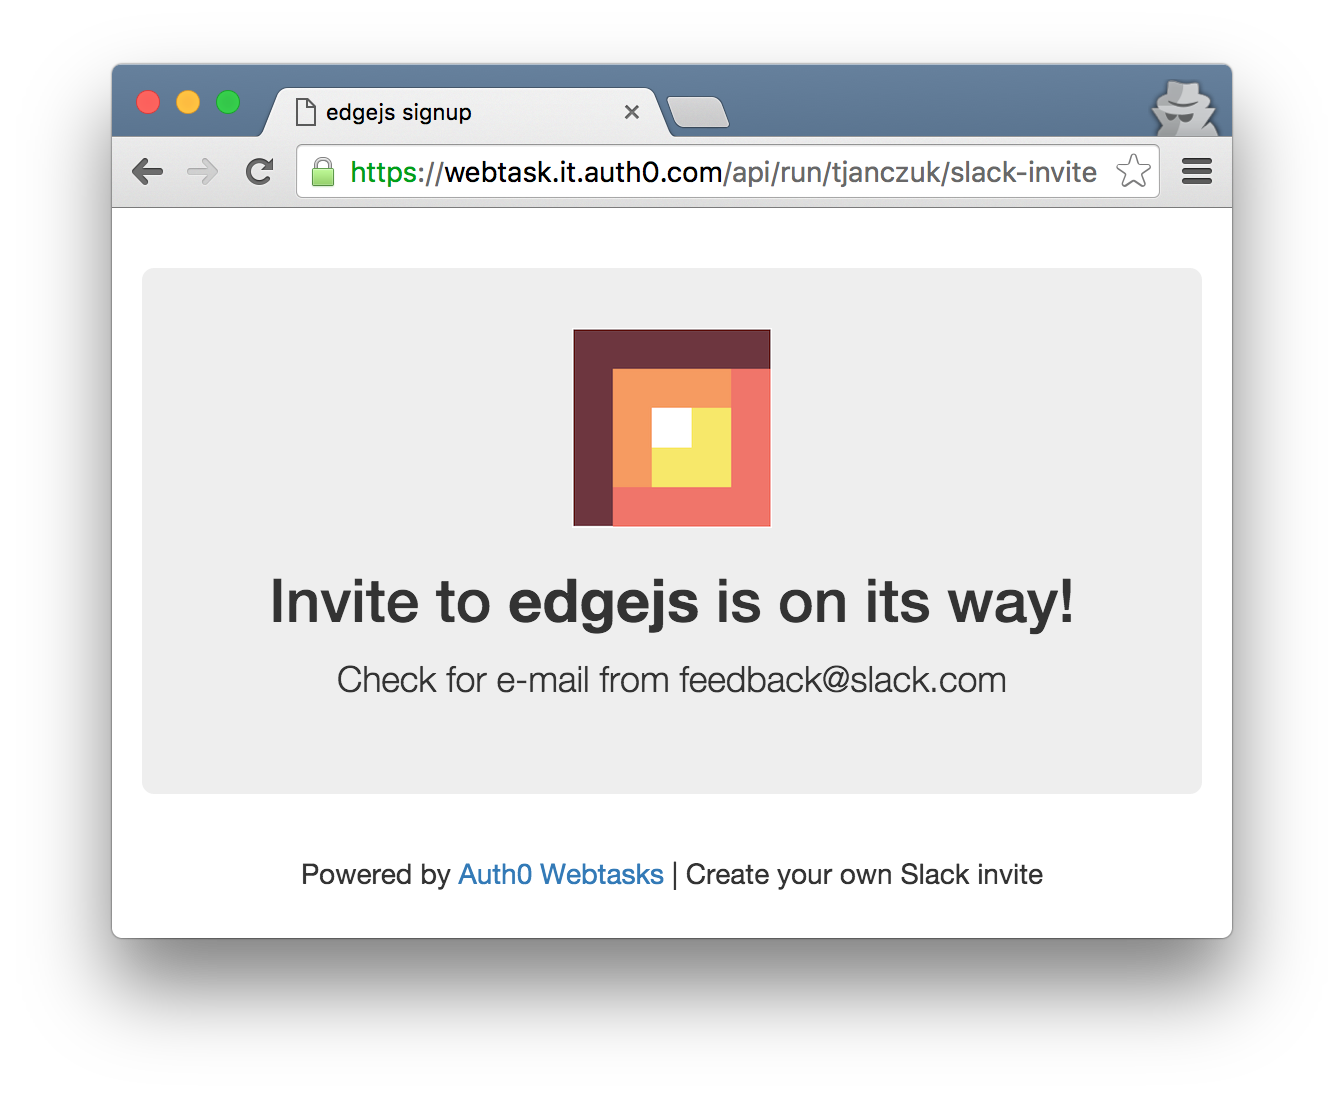 edgejs signup
https://webtask.it.auth0.com/api/run/tjanczuk/slack-invite
Invite to edgejs is on its way!
Check for e-mail from feedback@slack.com
Powered by Auth0 Webtasks | Create your own Slack invite